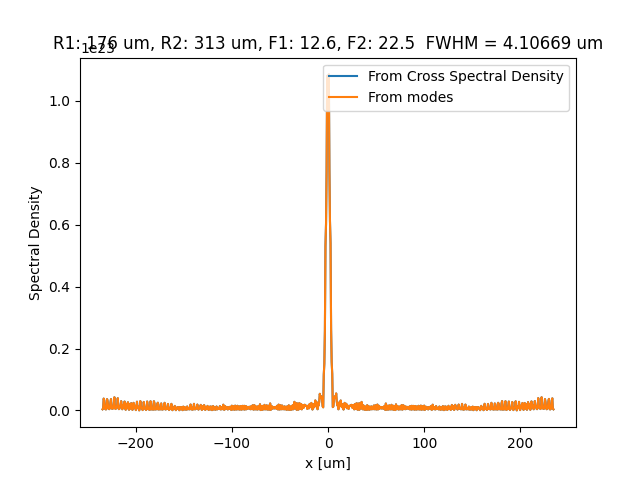 R1: 176 um, R2: 313 um, F1: 12.6, F2: 22.5  FWHM = 4.10669 um
1e23
From Cross Spectral Density
From modes
1.0
0.8
0.6
0.4
0.2
0.0
Spectral Density
−200 −100 0 100 200
x [um]